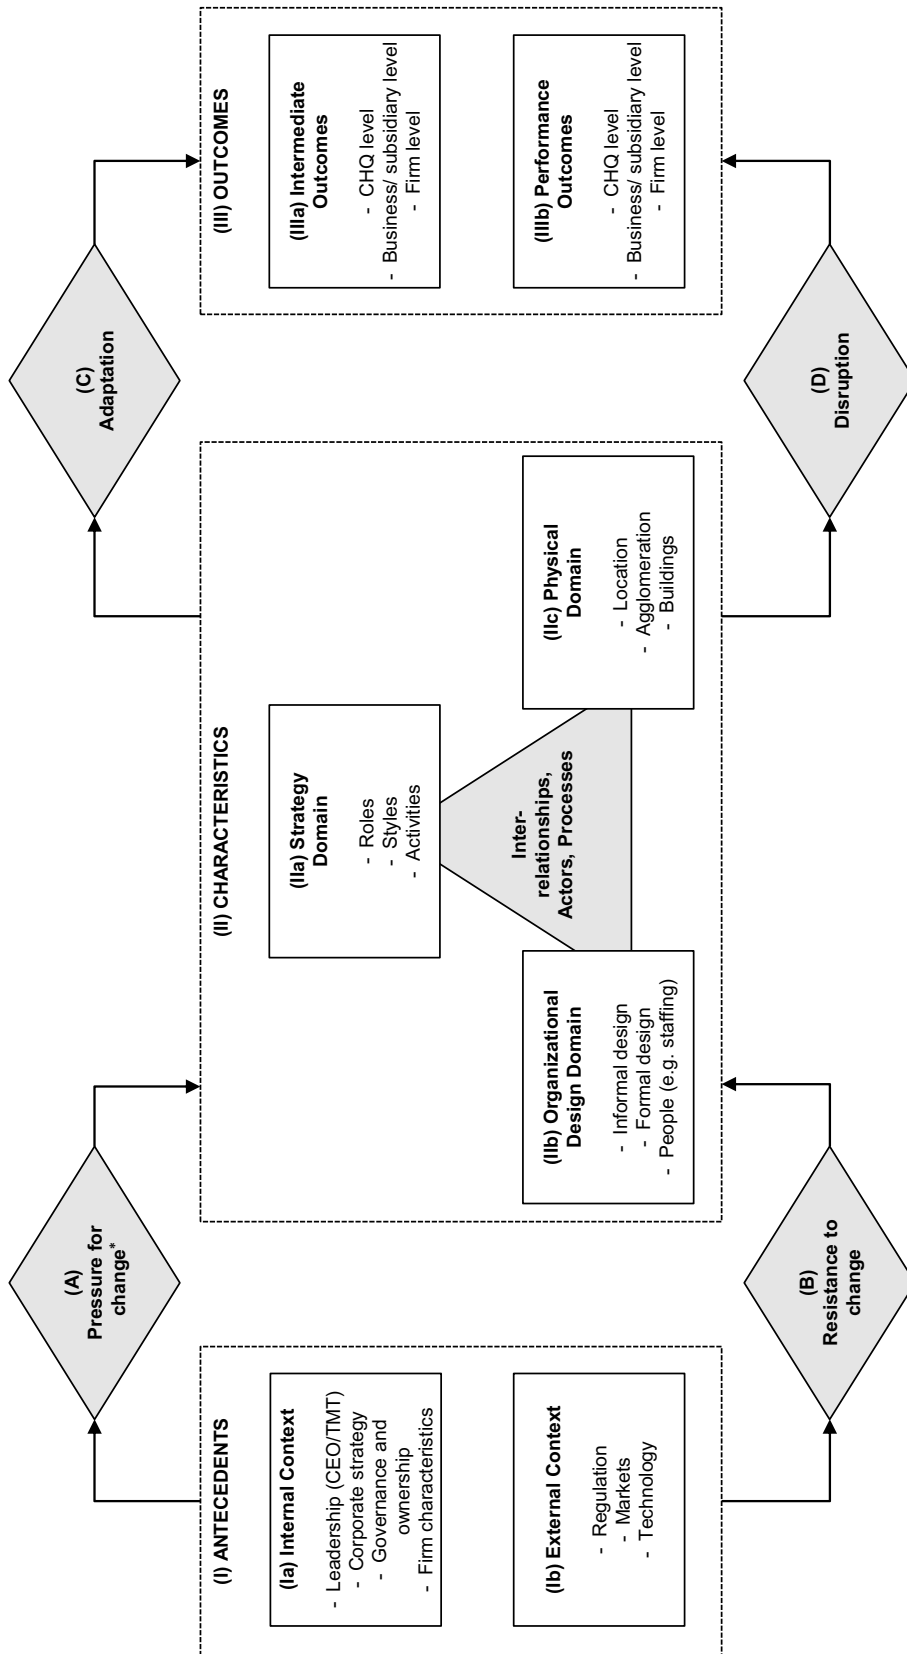 (I) ANTECEDENTS
(Ia) Internal Context
- Leadership (CEO/TMT)
- Corporate strategy
- Governance and
ownership
- Firm characteristics
(Ib) External Context
- Regulation
- Markets
- Technology
(A)
Pressure for
change*
(B)
Resistance to
change
(II) CHARACTERISTICS
(IIa) Strategy
Domain
- Roles
- Styles
- Activities
Inter-
relationships,
Actors, Processes
(IIb) Organizational
Design Domain
- Informal design
- Formal design
- People (e.g. staffing)
(IIc) Physical
Domain
- Location
- Agglomeration
- Buildings
(C)
Adaptation
(D)
Disruption
(III) OUTCOMES
(IIIa) Intermediate
Outcomes
- CHQ level
- Business/ subsidiary level
- Firm level
(IIIb) Performance
Outcomes
- CHQ level
- Business/ subsidiary level
- Firm level